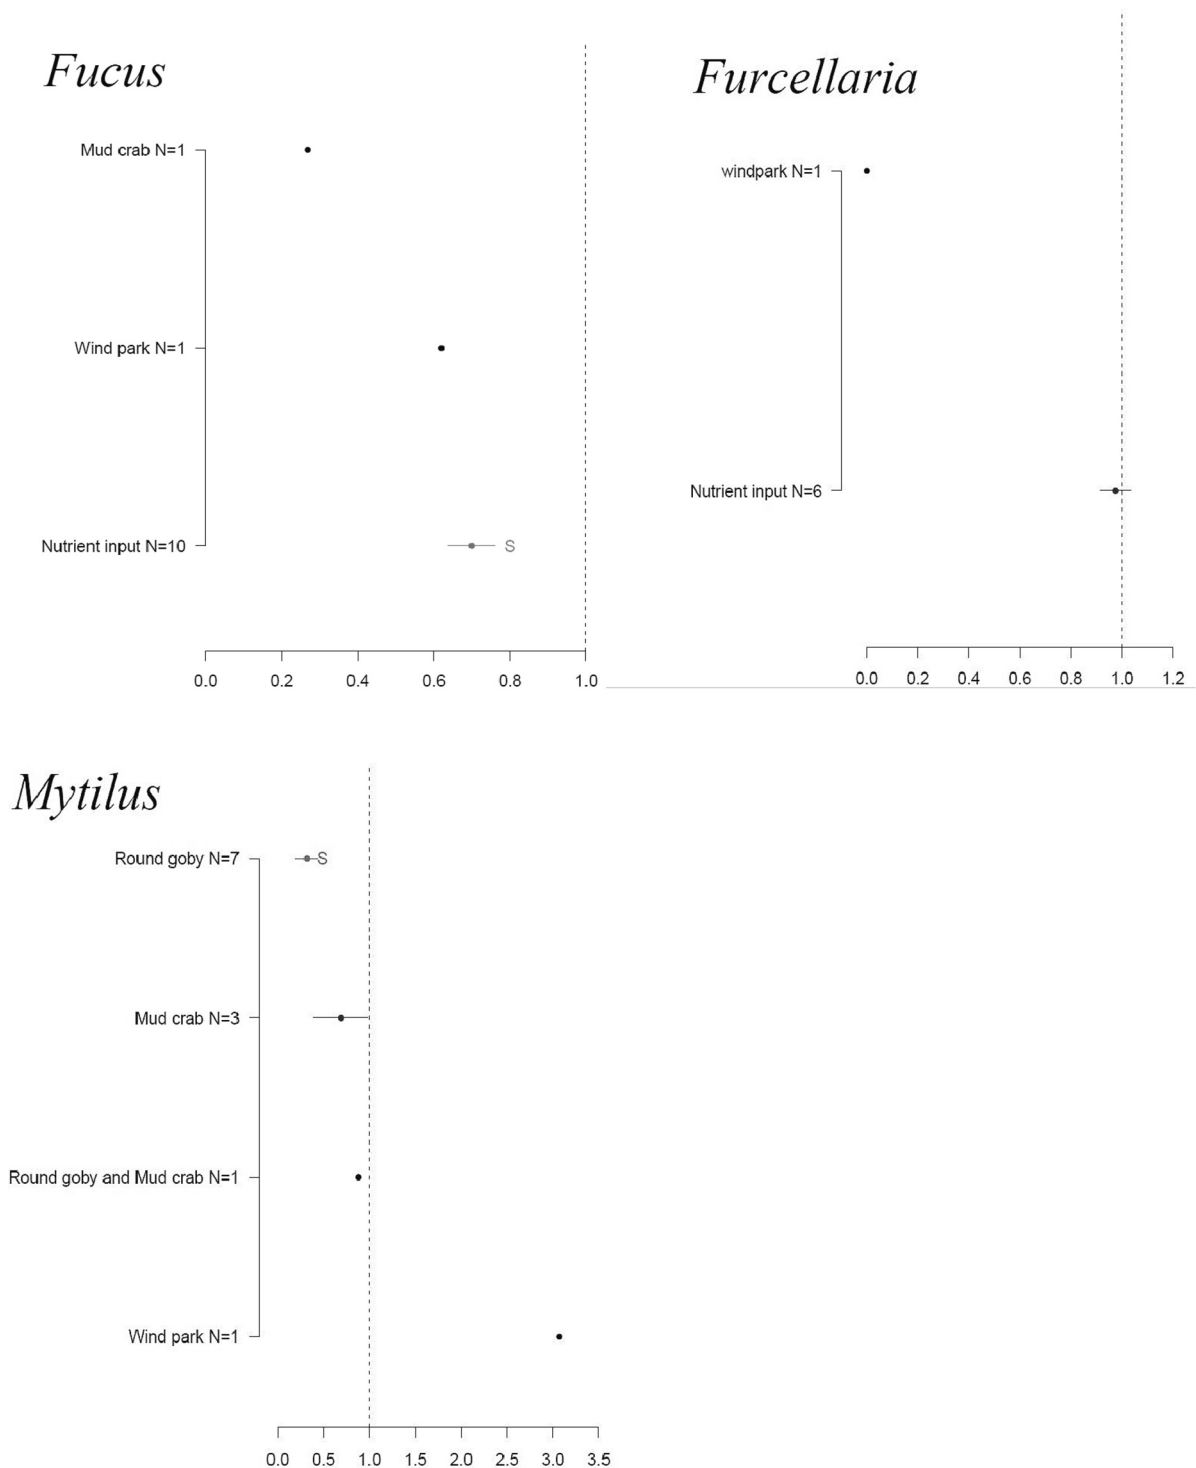 Fucus
Mud crab N=1
Wind park N=1
Nutrient input N=10
S
0.0 0.2 0.4 0.6 0.8 1.0
Furcellaria
windpark N=1
Nutrient input N=6
0.0 0.2 0.4 0.6 0.8 1.0 1.2
Mytilus
Round goby N=7
S
Mud crab N=3
Round goby and Mud crab N=1
Wind park N=1
0.0 0.5 1.0 1.5 2.0 2.5 3.0 3.5